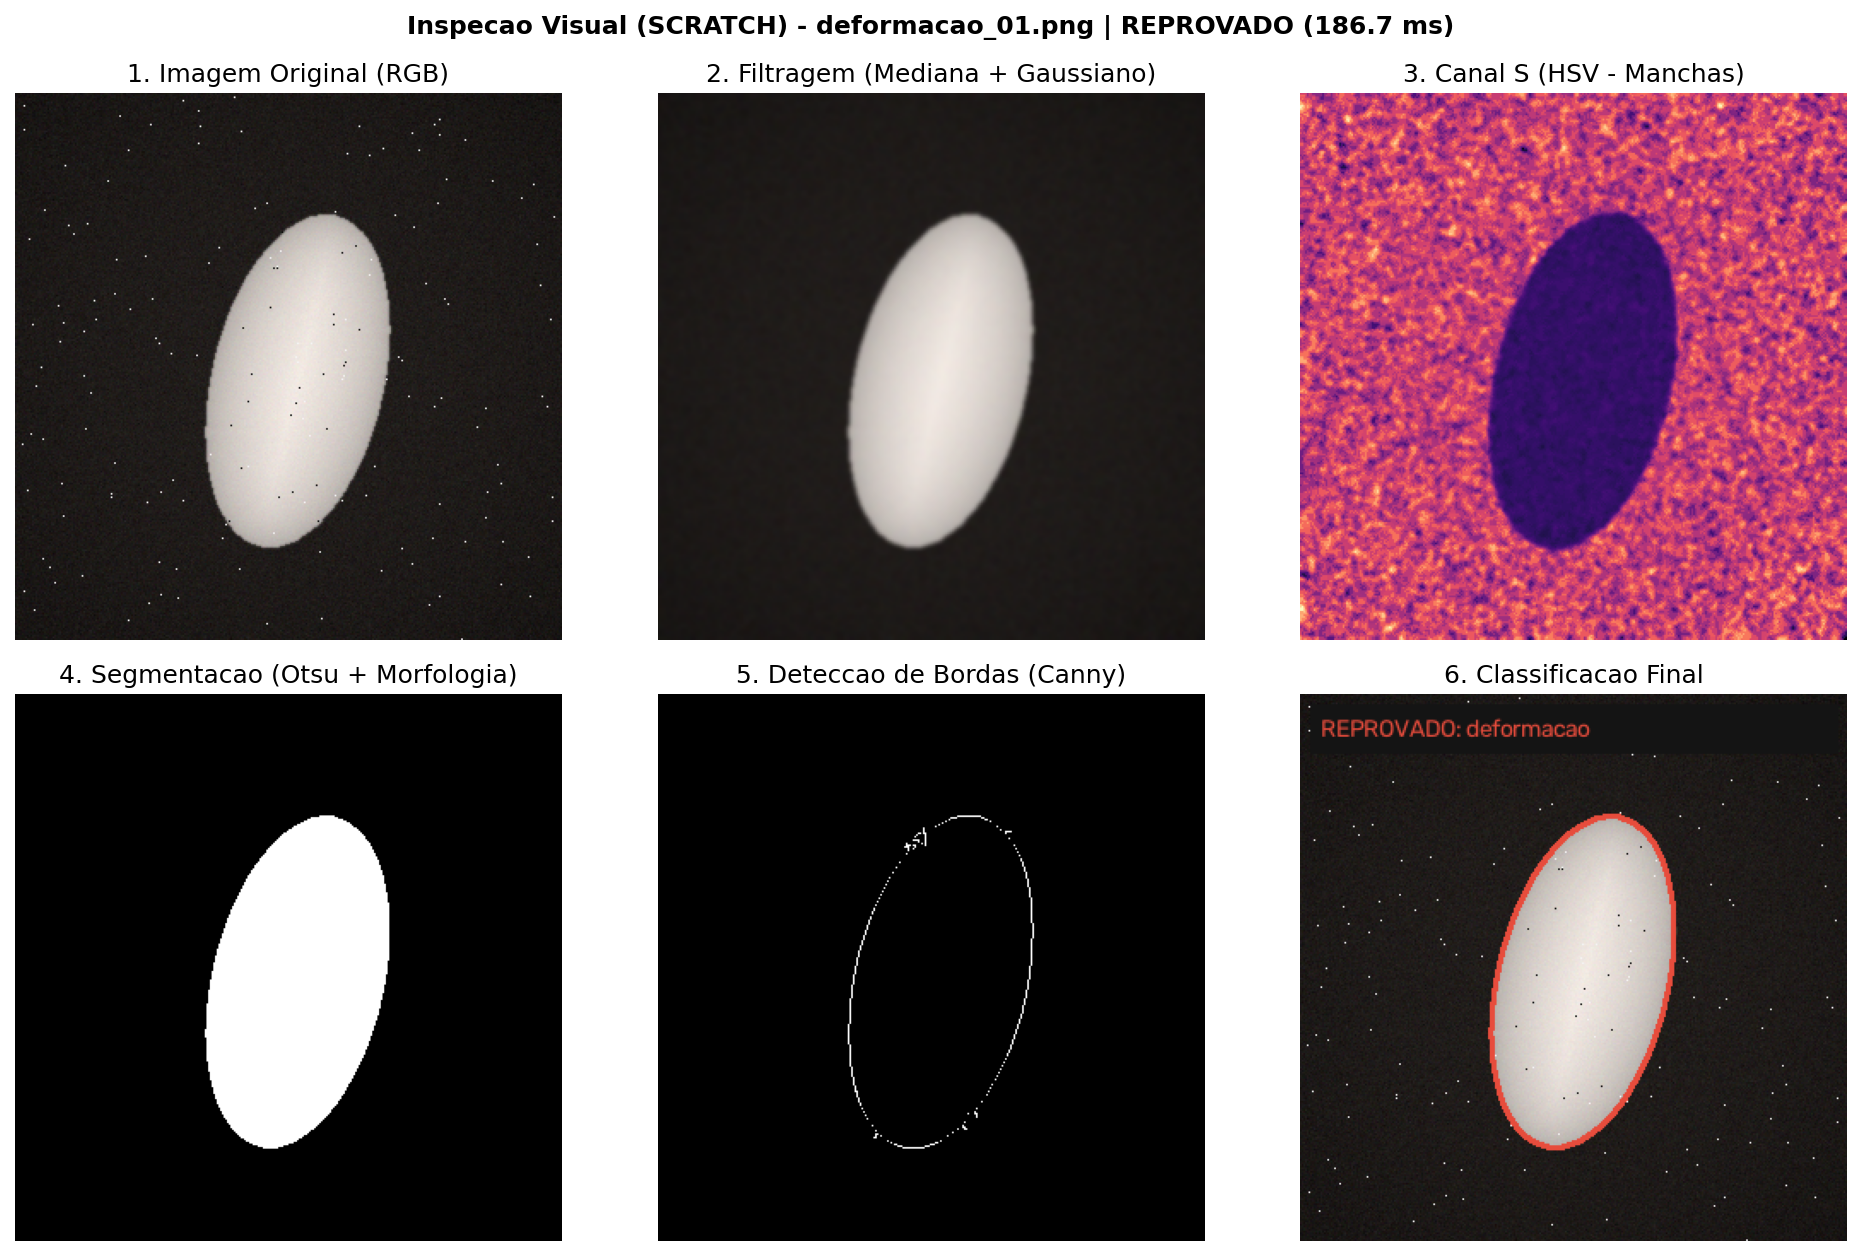 Inspecao Visual (SCRATCH) - deformacao_01.png | REPROVADO (186.7 ms)
1. Imagem Original (RGB)
2. Filtragem (Mediana + Gaussiano)
3. Canal S (HSV - Manchas)
4. Segmentacao (Otsu + Morfologia)
5. Deteccao de Bordas (Canny)
6. Classificacao Final
REPROVADO: deformacao